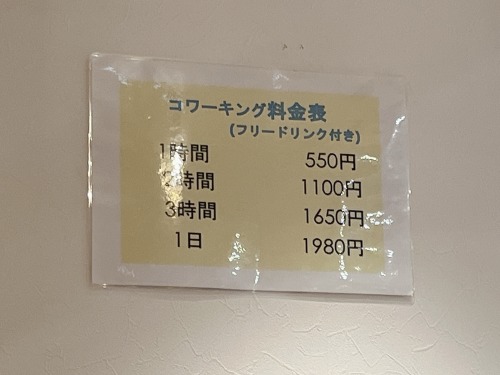 コワーキング料金表
(フリードリンク付き)
1時間 550円
2時間 1100円
3時間 1650円
1日 1980円